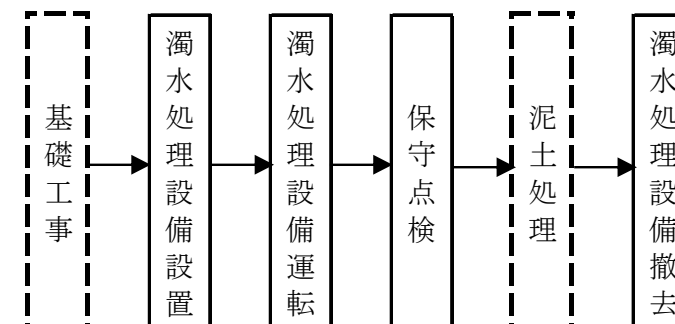 基礎工事
濁水処理設備設置
濁水処理設備運転
保守点検
泥土処理
濁水処理設備撤去